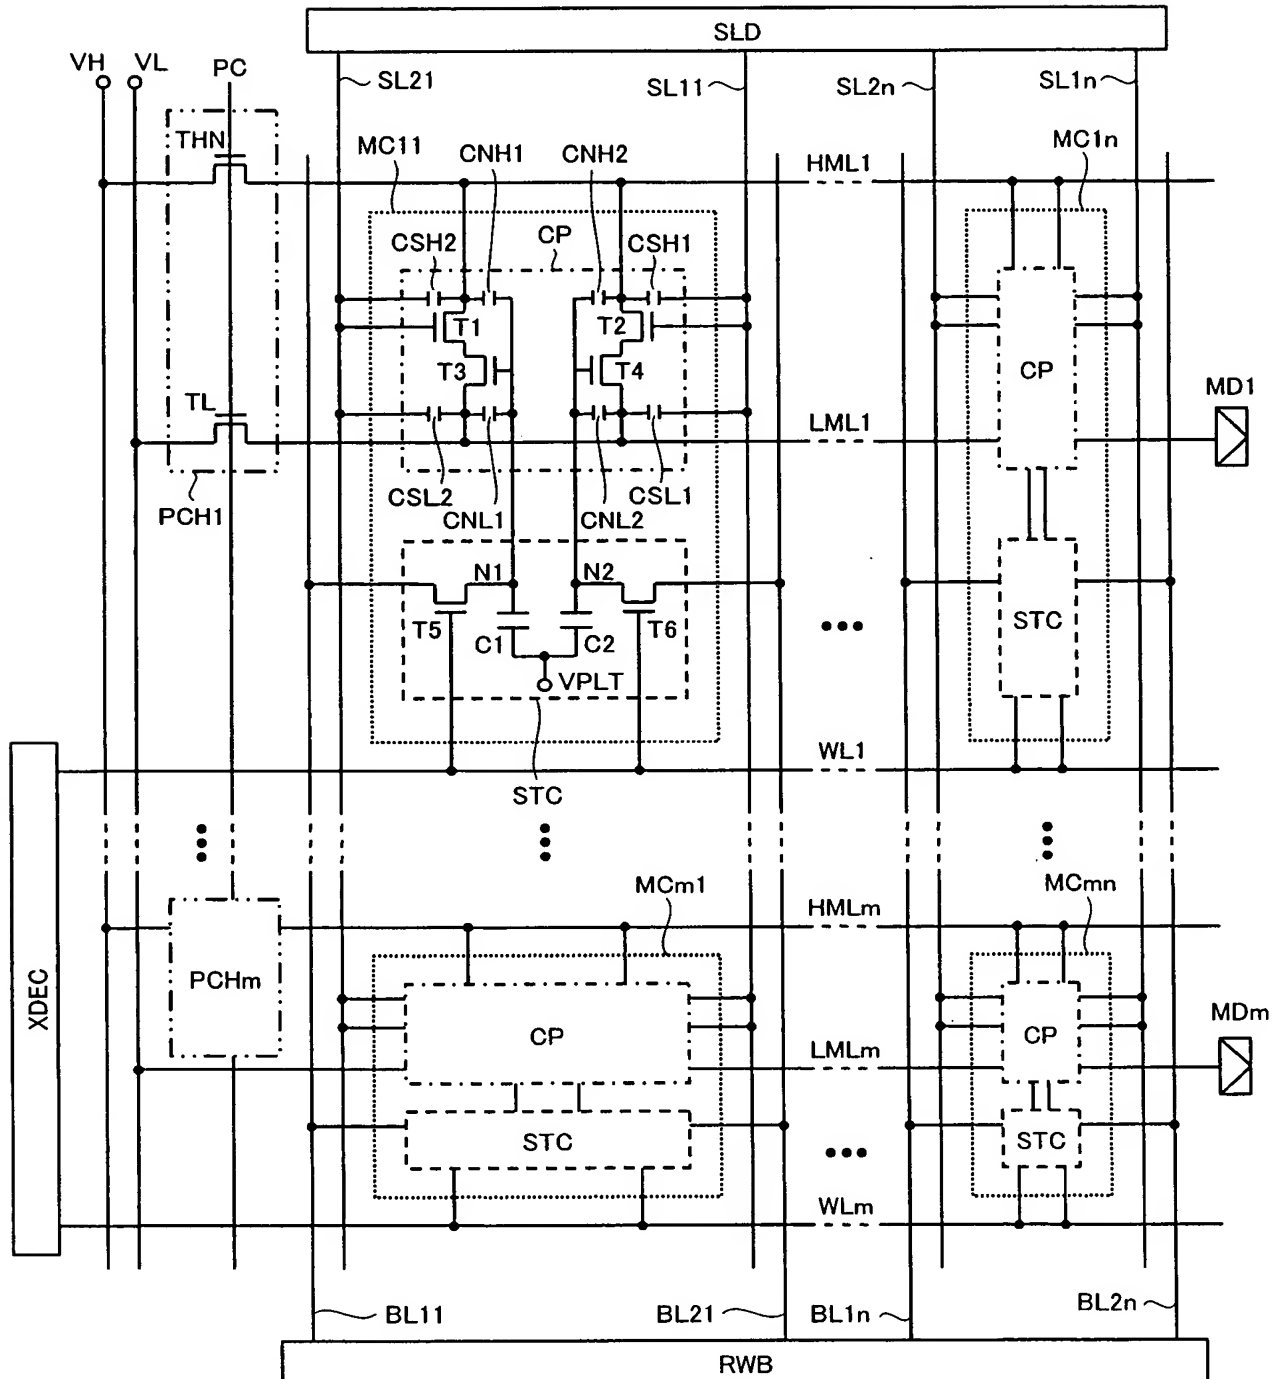 SLD
VH VL PC
SL21 SL11 SL2n SL1n
THN
MC11 CNH1 CNH2 HML1 MC1n
CSH2 CP CSH1
T1 T2
T3 T4
CP
MD1
TL
LML1
CSL2 CSL1
PCH1
CNL1 CNL2
N1 N2
STC
T5 C1 C2 T6
VPLT
WL1
STC
MCm1 HMLm MCmn
XDEC
PCHm
CP CP
MDm
LMLm
STC STC
WLm
BL11 BL21 BL1n BL2n
RWB